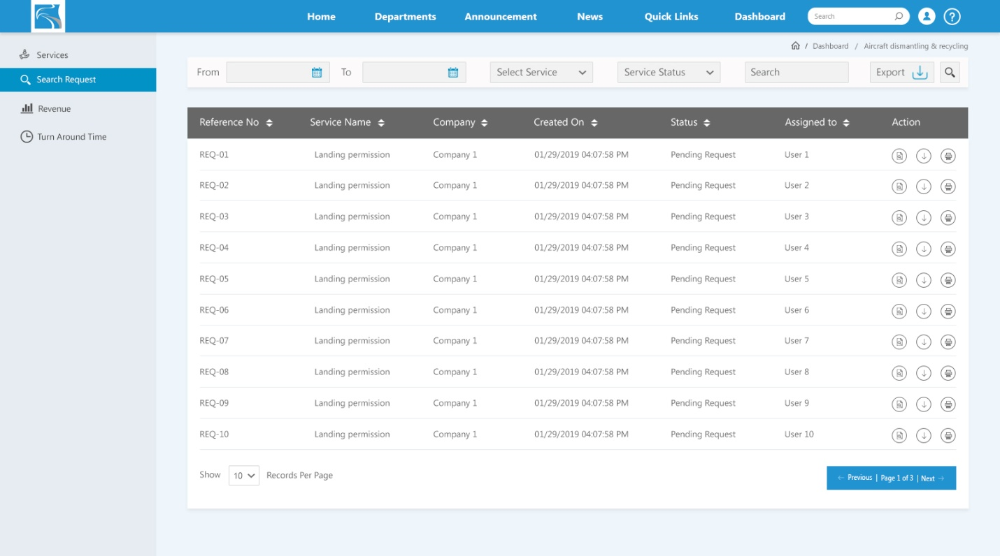 Home Departments Announcement News Quick Links Dashboard Search ?
/ Dashboard / Aircraft dismantling & recycling
Services
Search Request
Revenue
Turn Around Time
From To Select Service Service Status Search Export
Reference No Service Name Company Created On Status Assigned to Action
REQ-01 Landing permission Company 1 01/29/2019 04:07:58 PM Pending Request User 1
REQ-02 Landing permission Company 1 01/29/2019 04:07:58 PM Pending Request User 2
REQ-03 Landing permission Company 1 01/29/2019 04:07:58 PM Pending Request User 3
REQ-04 Landing permission Company 1 01/29/2019 04:07:58 PM Pending Request User 4
REQ-05 Landing permission Company 1 01/29/2019 04:07:58 PM Pending Request User 5
REQ-06 Landing permission Company 1 01/29/2019 04:07:58 PM Pending Request User 6
REQ-07 Landing permission Company 1 01/29/2019 04:07:58 PM Pending Request User 7
REQ-08 Landing permission Company 1 01/29/2019 04:07:58 PM Pending Request User 8
REQ-09 Landing permission Company 1 01/29/2019 04:07:58 PM Pending Request User 9
REQ-10 Landing permission Company 1 01/29/2019 04:07:58 PM Pending Request User 10
Show 10 Records Per Page
← Previous | Page 1 of 3 | Next →